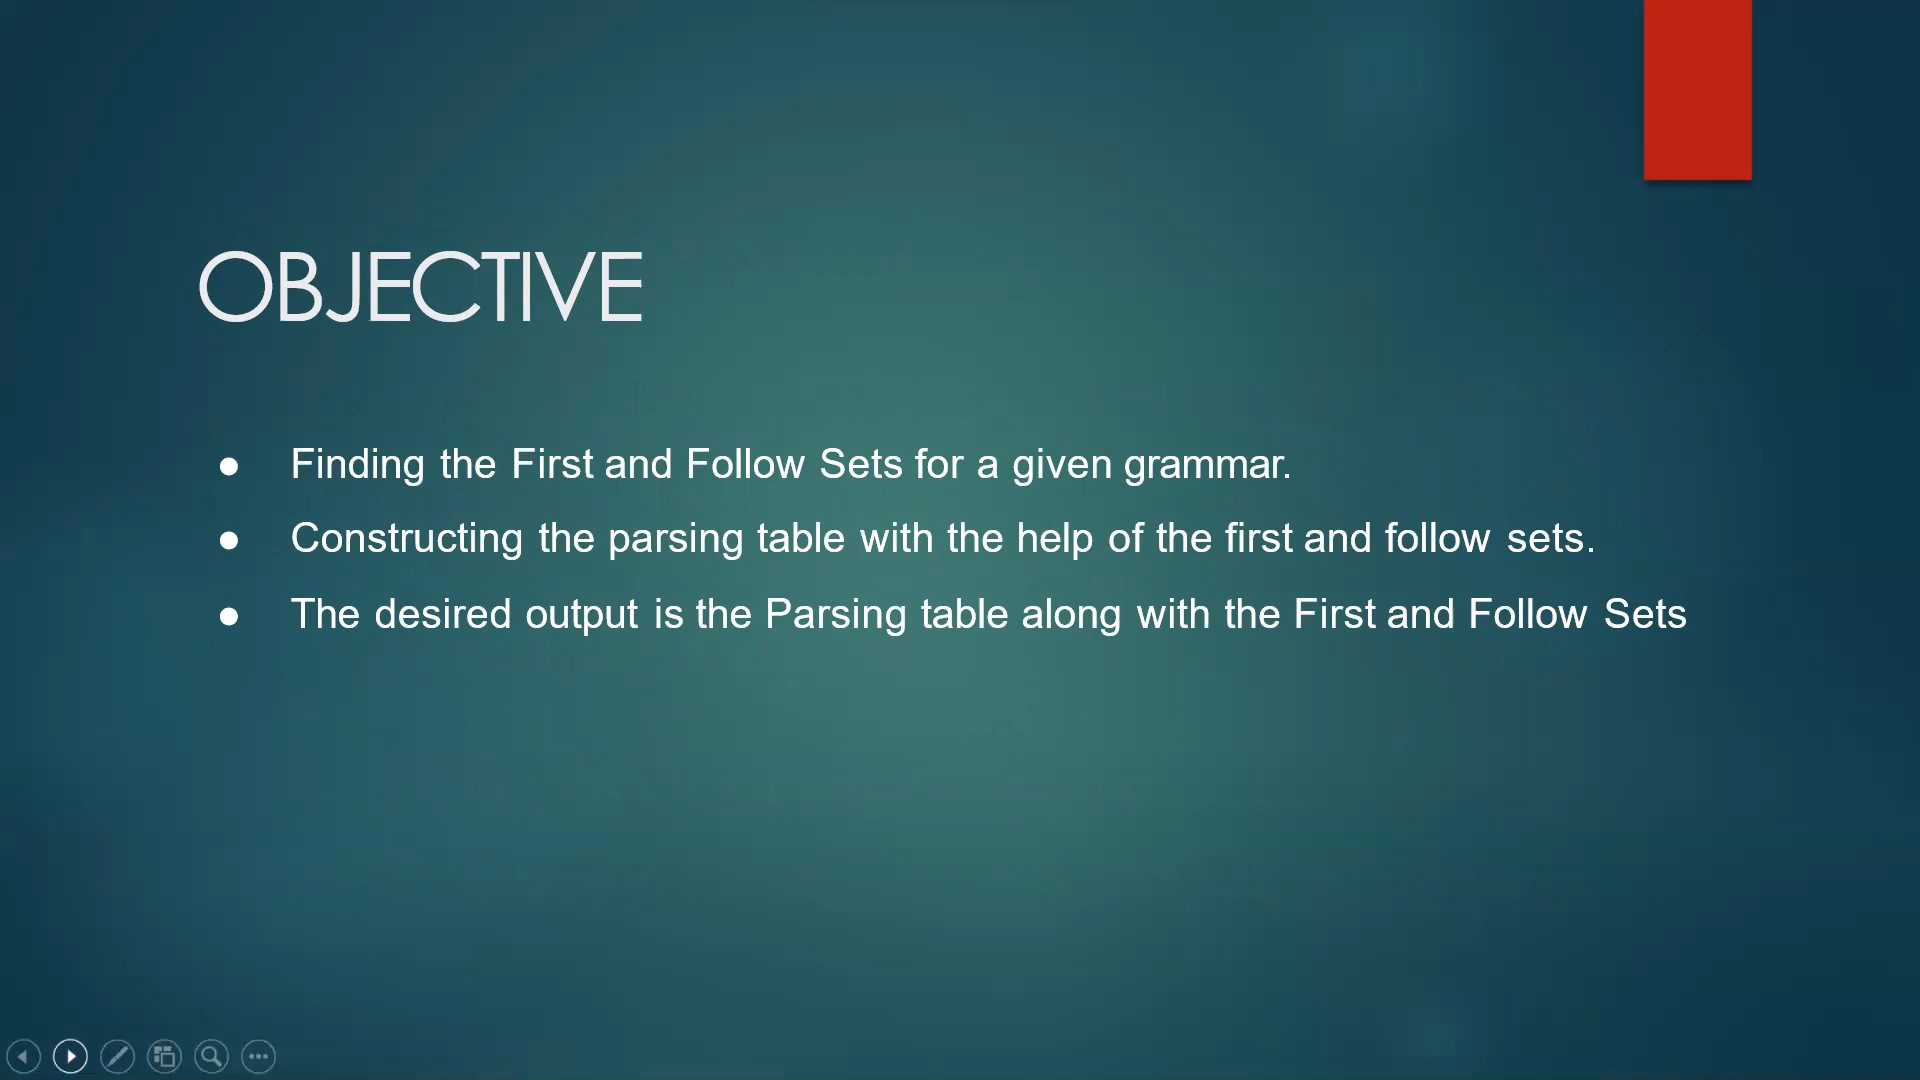 OBJECTIVE
● Finding the First and Follow Sets for a given grammar.
● Constructing the parsing table with the help of the first and follow sets.
● The desired output is the Parsing table along with the First and Follow Sets